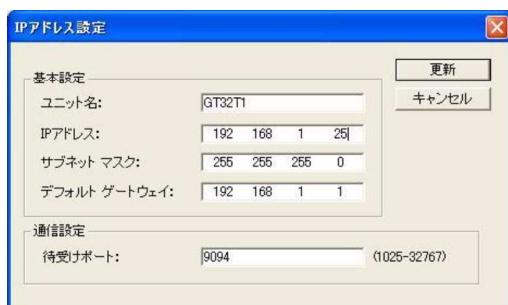 IPアドレス設定
基本設定
ユニット名: GT32T1
IPアドレス: 192 168 1 25
サブネット マスク: 255 255 255 0
デフォルト ゲートウェイ: 192 168 1 1
通信設定
待受けポート: 9094 (1025-32767)
更新
キャンセル